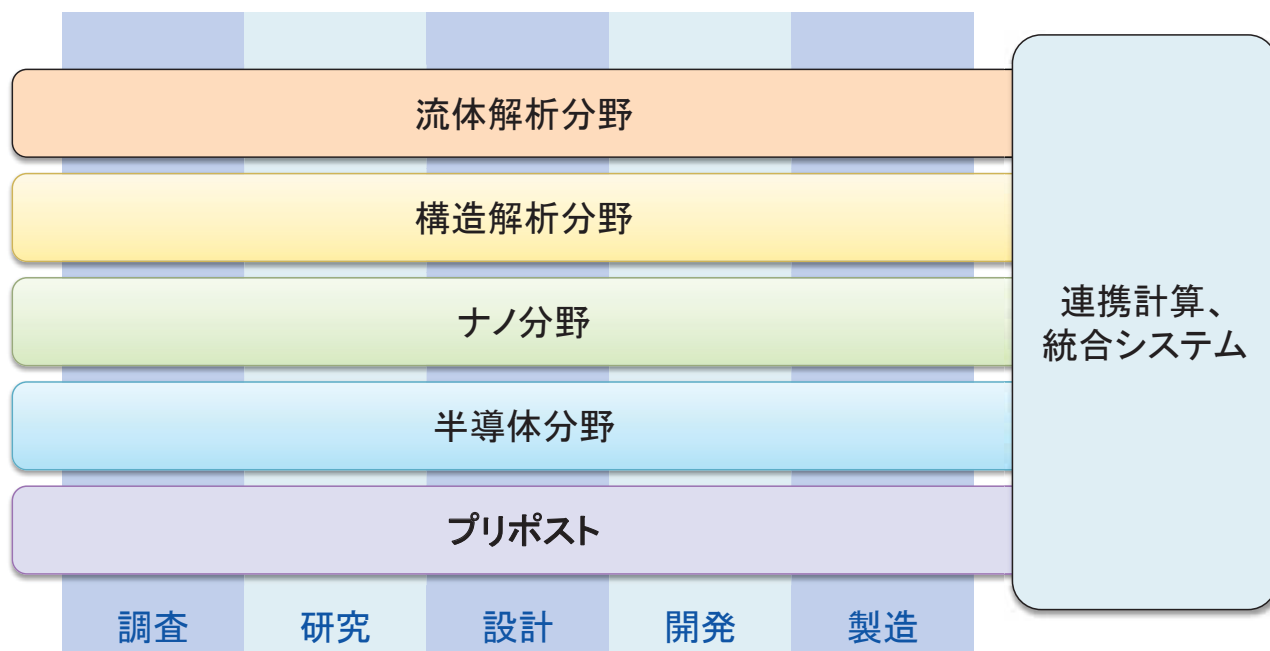 流体解析分野
構造解析分野
ナノ分野
半導体分野
プリポスト
連携計算、
統合システム
調査
研究
設計
開発
製造